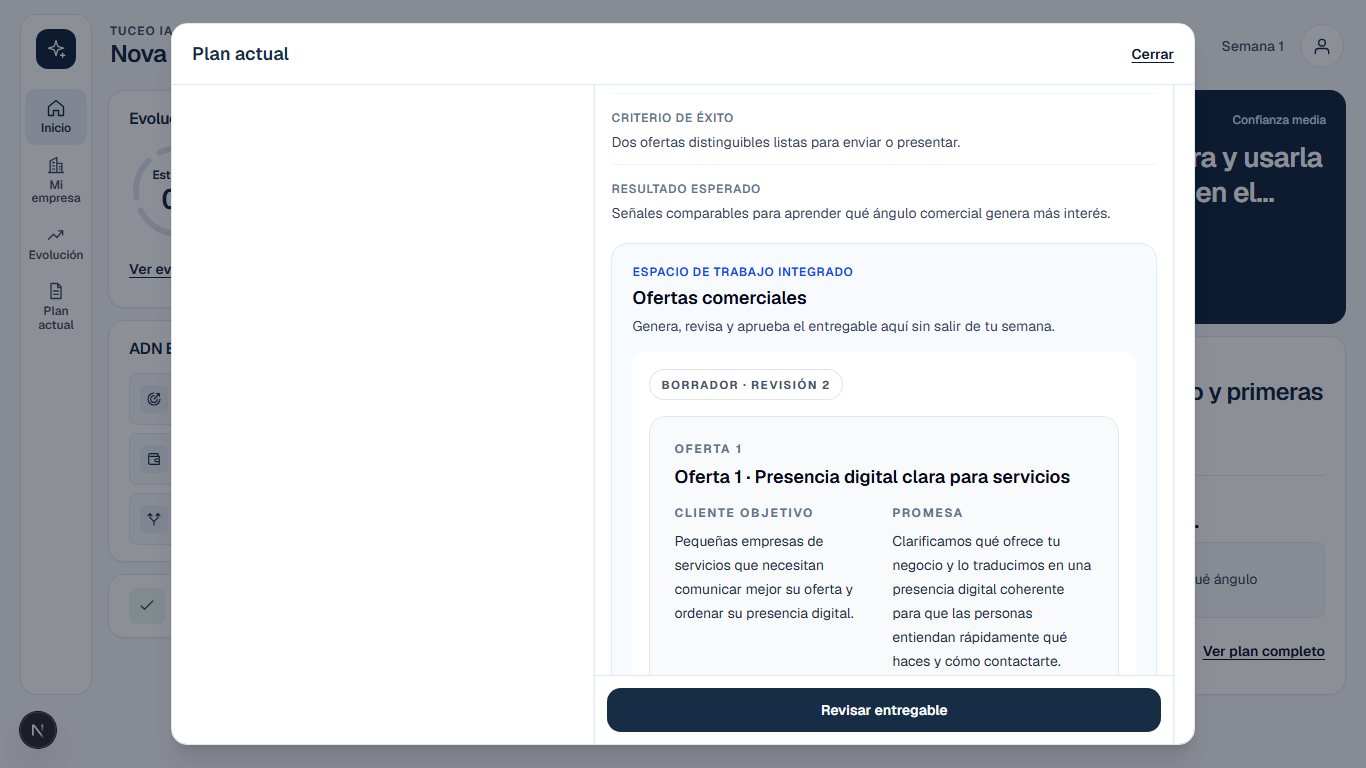 TUCEO IA
Nova
Semana 1
Inicio
Mi
empresa
Evolución
Plan
actual
Ver ev
Confianza media
ra y usarla
en el...
o y primeras
ué ángulo
Ver plan completo
Plan actual
Cerrar
CRITERIO DE ÉXITO
Dos ofertas distinguibles listas para enviar o presentar.
RESULTADO ESPERADO
Señales comparables para aprender qué ángulo comercial genera más interés.
ESPACIO DE TRABAJO INTEGRADO
Ofertas comerciales
Genera, revisa y aprueba el entregable aquí sin salir de tu semana.
BORRADOR · REVISIÓN 2
OFERTA 1
Oferta 1 · Presencia digital clara para servicios
CLIENTE OBJETIVO
Pequeñas empresas de
servicios que necesitan
comunicar mejor su oferta y
ordenar su presencia digital.
PROMESA
Clarificamos qué ofrece tu
negocio y lo traducimos en una
presencia digital coherente
para que las personas
entiendan rápidamente qué
haces y cómo contactarte.
Revisar entregable
N